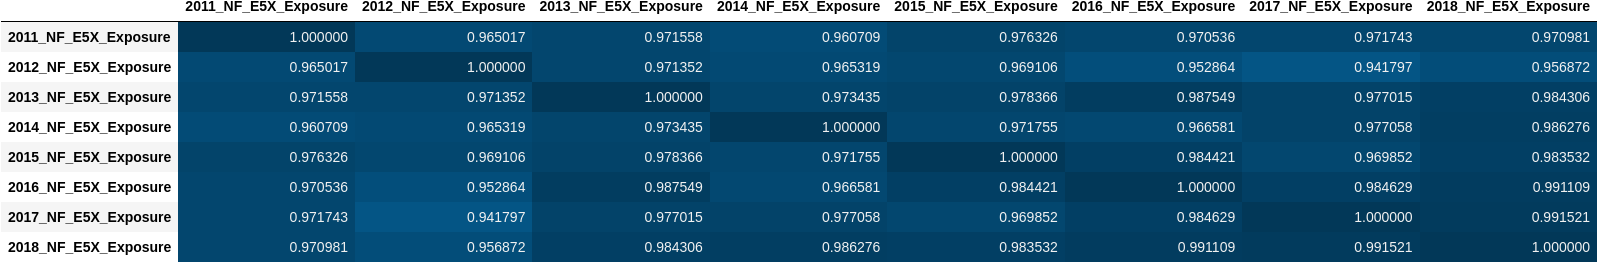 2011_NF_E5X_Exposure 2012_NF_E5X_Exposure 2013_NF_E5X_Exposure 2014_NF_E5X_Exposure 2015_NF_E5X_Exposure 2016_NF_E5X_Exposure 2017_NF_E5X_Exposure 2018_NF_E5X_Exposure
2011_NF_E5X_Exposure 1.000000 0.965017 0.971558 0.960709 0.976326 0.970536 0.971743 0.970981
2012_NF_E5X_Exposure 0.965017 1.000000 0.971352 0.965319 0.969106 0.952864 0.941797 0.956872
2013_NF_E5X_Exposure 0.971558 0.971352 1.000000 0.973435 0.978366 0.987549 0.977015 0.984306
2014_NF_E5X_Exposure 0.960709 0.965319 0.973435 1.000000 0.971755 0.966581 0.977058 0.986276
2015_NF_E5X_Exposure 0.976326 0.969106 0.978366 0.971755 1.000000 0.984421 0.969852 0.983532
2016_NF_E5X_Exposure 0.970536 0.952864 0.987549 0.966581 0.984421 1.000000 0.984629 0.991109
2017_NF_E5X_Exposure 0.971743 0.941797 0.977015 0.977058 0.969852 0.984629 1.000000 0.991521
2018_NF_E5X_Exposure 0.970981 0.956872 0.984306 0.986276 0.983532 0.991109 0.991521 1.000000